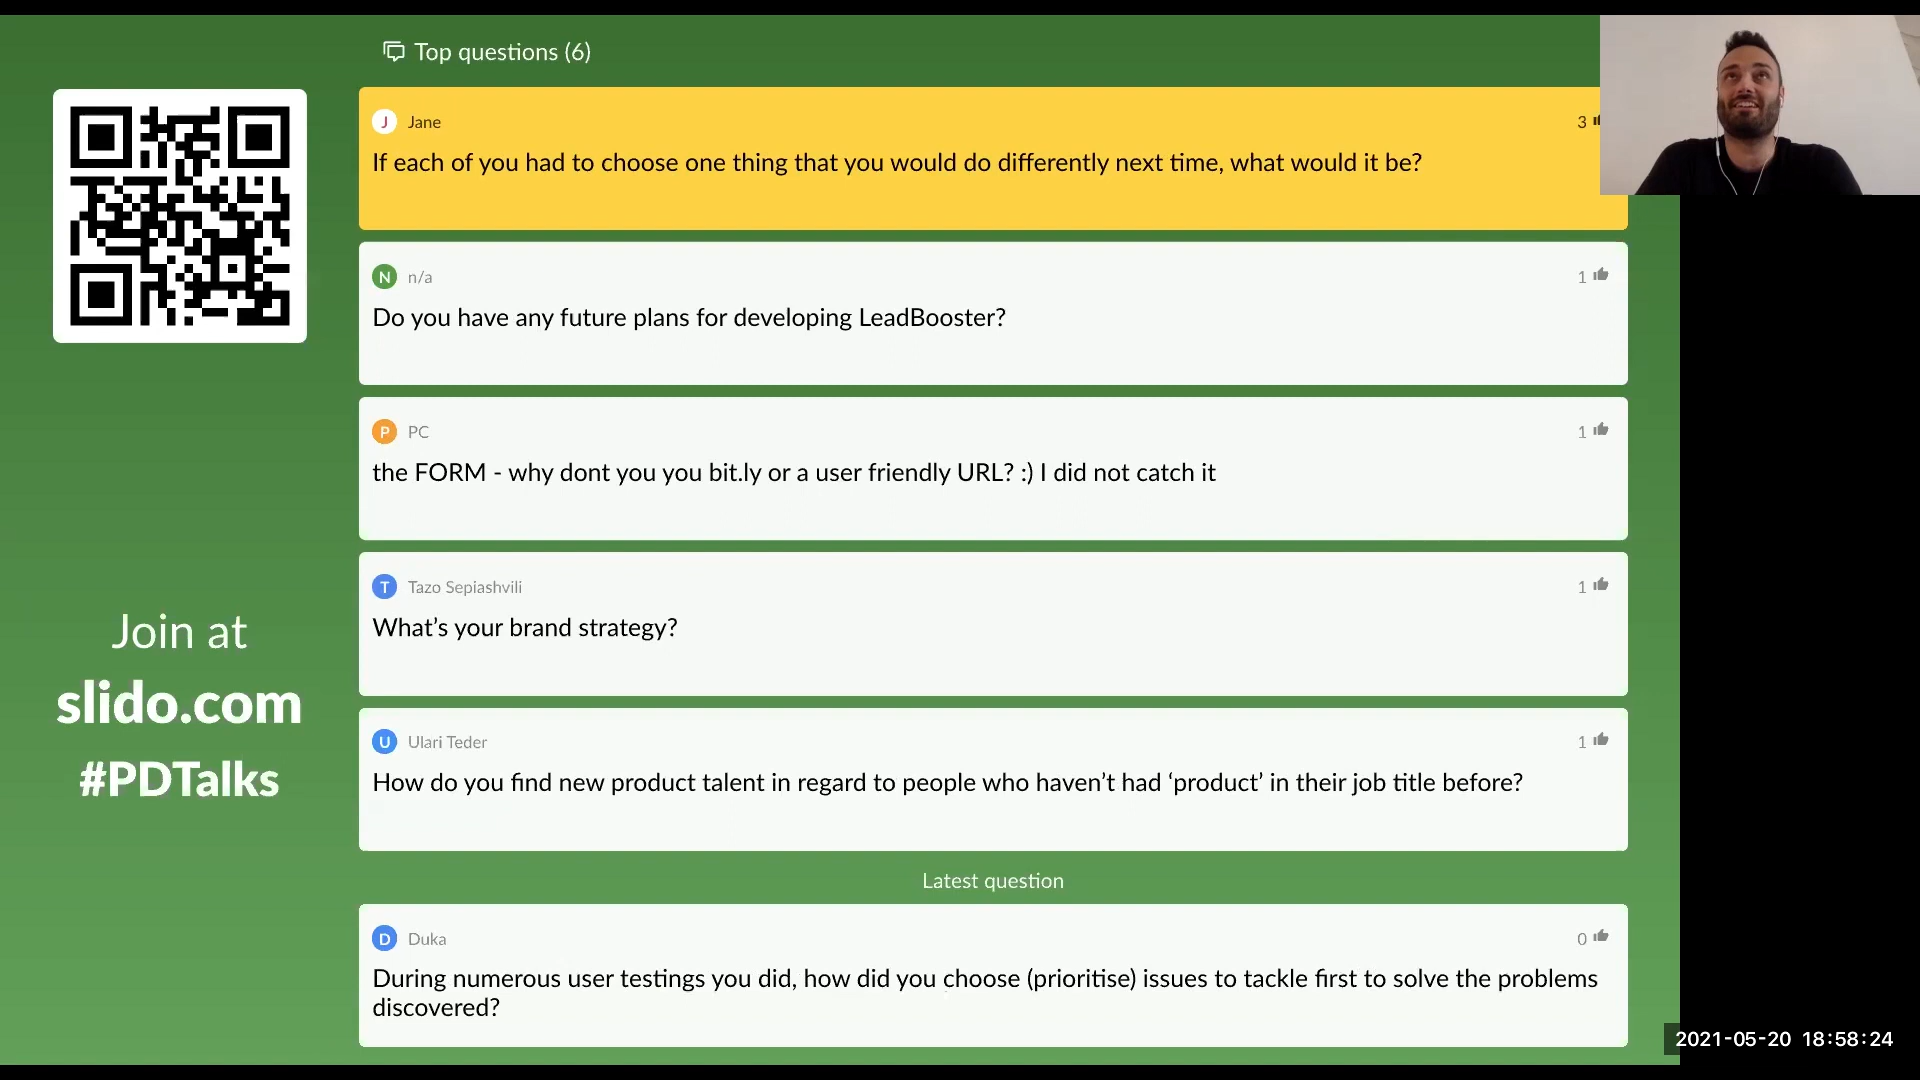 Top questions (6)
J Jane
3
If each of you had to choose one thing that you would do differently next time, what would it be?
N n/a
1
Do you have any future plans for developing LeadBooster?
P PC
1
the FORM - why dont you you bit.ly or a user friendly URL? :) I did not catch it
T Tazo Sepiashvili
1
What’s your brand strategy?
U Ulari Teder
1
How do you find new product talent in regard to people who haven’t had ‘product’ in their job title before?
Latest question
D Duka
0
During numerous user testings you did, how did you choose (prioritise) issues to tackle first to solve the problems
discovered?
Join at
slido.com
#PDTalks
2021-05-20 18:58:24